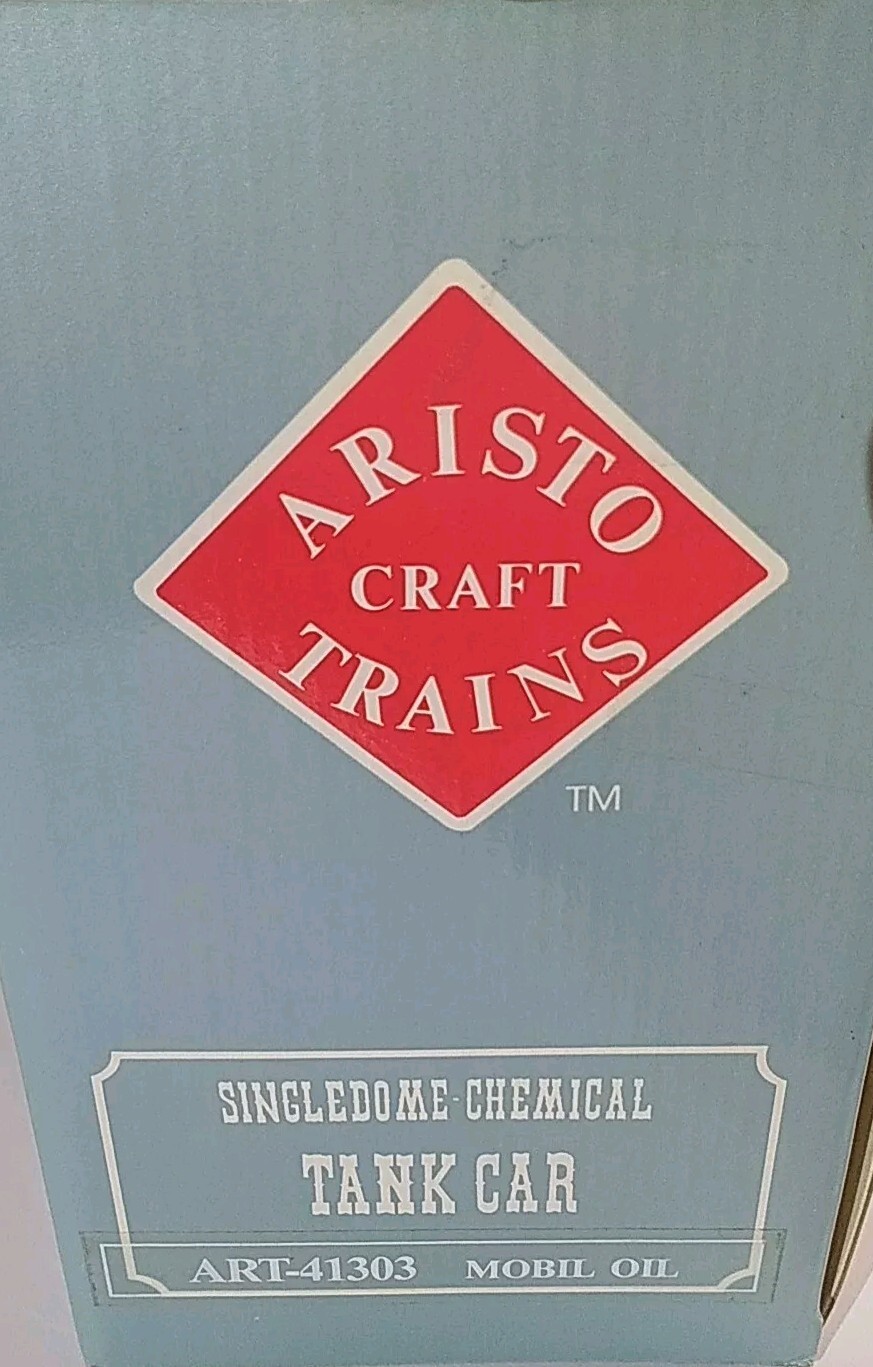 ARISTO
CRAFT
TRAINS
TM
SINGLEDOME-CHEMICAL
TANK CAR
ART-41303 MOBIL OIL